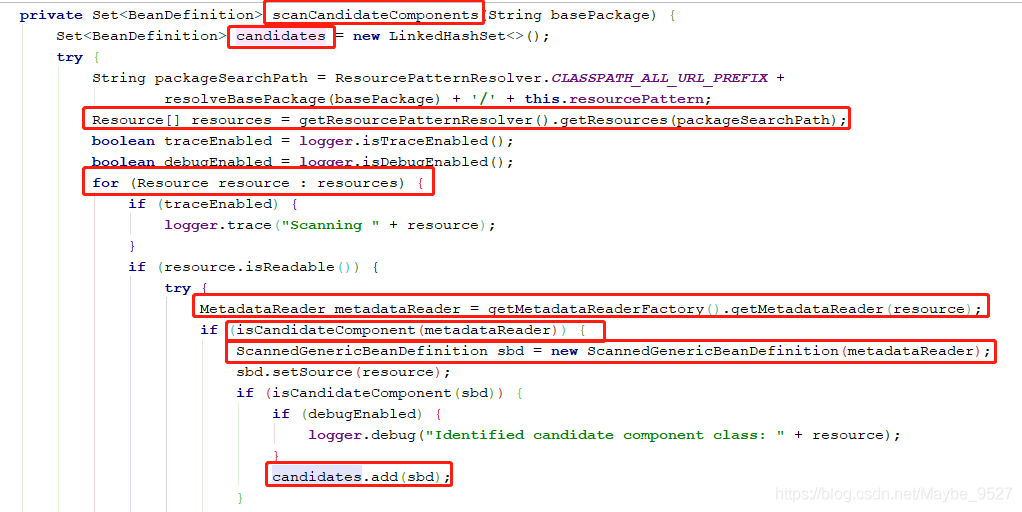 private Set<BeanDefinition> scanCandidateComponents(String basePackage) {
Set<BeanDefinition> candidates = new LinkedHashSet<>();
try {
String packageSearchPath = ResourcePatternResolver.CLASSPATH_ALL_URL_PREFIX +
resolveBasePackage(basePackage) + '/' + this.resourcePattern;
Resource[] resources = getResourcePatternResolver().getResources(packageSearchPath);
boolean traceEnabled = logger.isTraceEnabled();
boolean debugEnabled = logger.isDebugEnabled();
for (Resource resource : resources) {
if (traceEnabled) {
logger.trace("Scanning " + resource);
}
if (resource.isReadable()) {
try {
MetadataReader metadataReader = getMetadataReaderFactory().getMetadataReader(resource);
if (isCandidateComponent(metadataReader)) {
ScannedGenericBeanDefinition sbd = new ScannedGenericBeanDefinition(metadataReader);
sbd.setSource(resource);
if (isCandidateComponent(sbd)) {
if (debugEnabled) {
logger.debug("Identified candidate component class: " + resource);
}
candidates.add(sbd);
}
https://blog.csdn.net/Maybe_9527